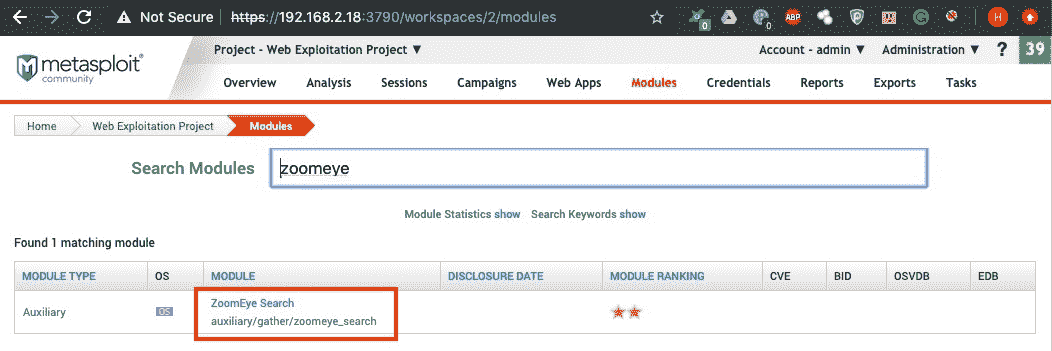 Not Secure https://192.168.2.18:3790/workspaces/2/modules 0 0 ABP H
metasploit community
Project - Web Exploitation Project ▼ Account - admin ▼ Administration ▼ ? 39
Overview Analysis Sessions Campaigns Web Apps Modules Credentials Reports Exports Tasks
Home Web Exploitation Project Modules
Search Modules zoomeye
Module Statistics show Search Keywords show
Found 1 matching module
MODULE TYPE OS MODULE DISCLOSURE DATE MODULE RANKING CVE BID OSVDB EDB
Auxiliary OS ZoomEye Search
auxiliary/gather/zoomeye_search